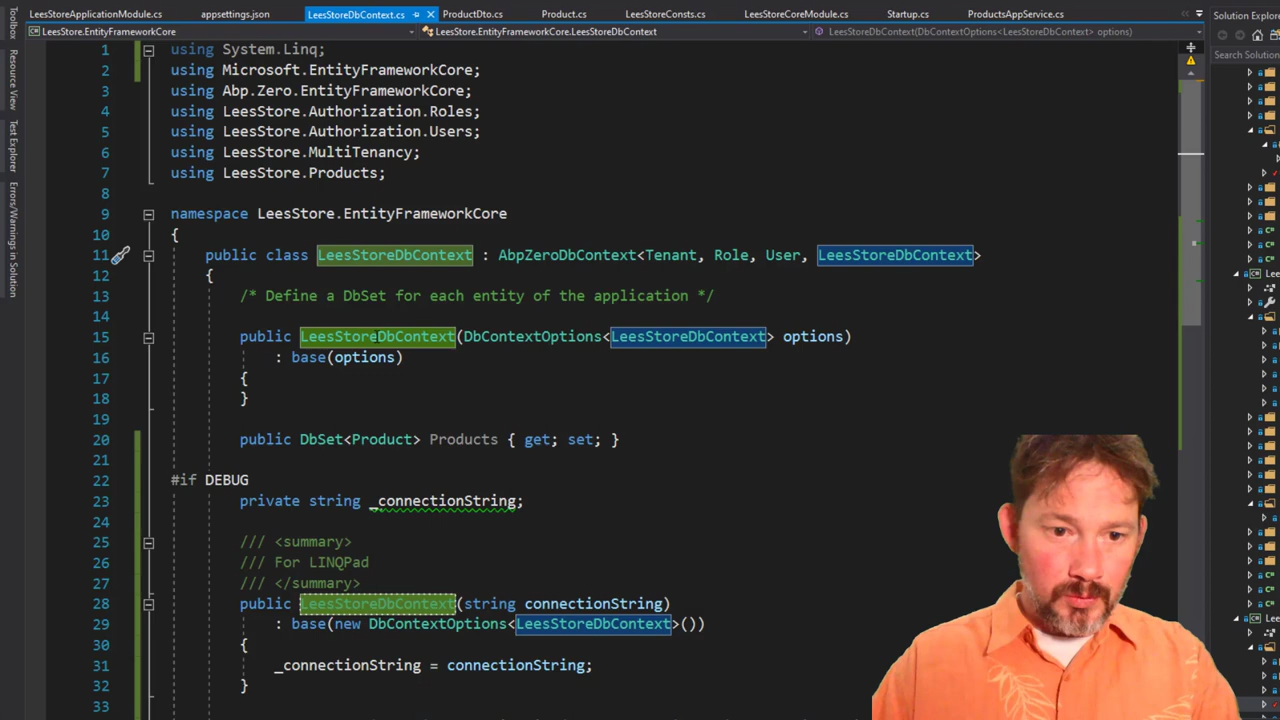 LeesStoreApplicationModule.cs
appsettings.json
LeesStoreDbContext.cs
ProductDto.cs
Product.cs
LeesStoreConsts.cs
LeesStoreCoreModule.cs
Startup.cs
ProductsAppService.cs
Solution Explorer
LeesStore.EntityFrameworkCore
LeesStore.EntityFrameworkCore.LeesStoreDbContext
LeesStoreDbContext(DbContextOptions<LeesStoreDbContext> options)
Search Solution
Toolbox
Resource View
Test Explorer
Errors/Warnings in Solution
1 using System.Linq;
2 using Microsoft.EntityFrameworkCore;
3 using Abp.Zero.EntityFrameworkCore;
4 using LeesStore.Authorization.Roles;
5 using LeesStore.Authorization.Users;
6 using LeesStore.MultiTenancy;
7 using LeesStore.Products;
8
9 namespace LeesStore.EntityFrameworkCore
10 {
11 public class LeesStoreDbContext : AbpZeroDbContext<Tenant, Role, User, LeesStoreDbContext>
12 {
13 /* Define a DbSet for each entity of the application */
14
15 public LeesStoreDbContext(DbContextOptions<LeesStoreDbContext> options)
16 : base(options)
17 {
18 }
19
20 public DbSet<Product> Products { get; set; }
21
22 #if DEBUG
23 private string _connectionString;
24
25 /// <summary>
26 /// For LINQPad
27 /// </summary>
28 public LeesStoreDbContext(string connectionString)
29 : base(new DbContextOptions<LeesStoreDbContext>())
30 {
31 _connectionString = connectionString;
32 }
33